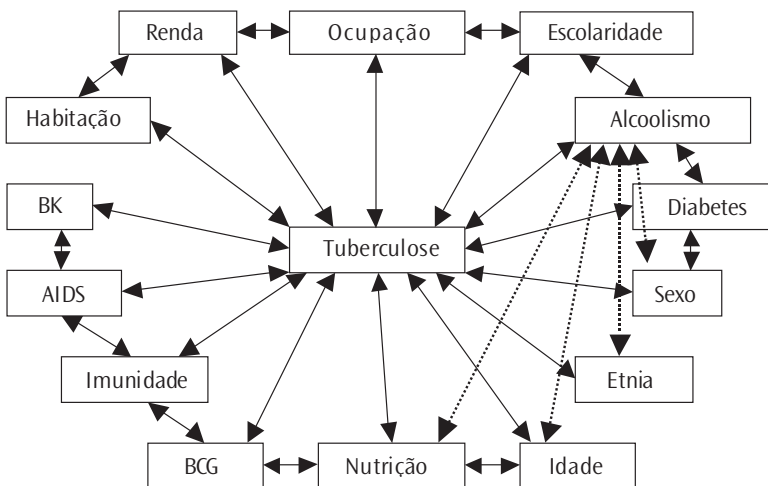 Renda
Ocupação
Escolaridade
Habitação
Alcoolismo
BK
Diabetes
Tuberculose
AIDS
Sexo
Imunidade
Etnia
BCG
Nutrição
Idade